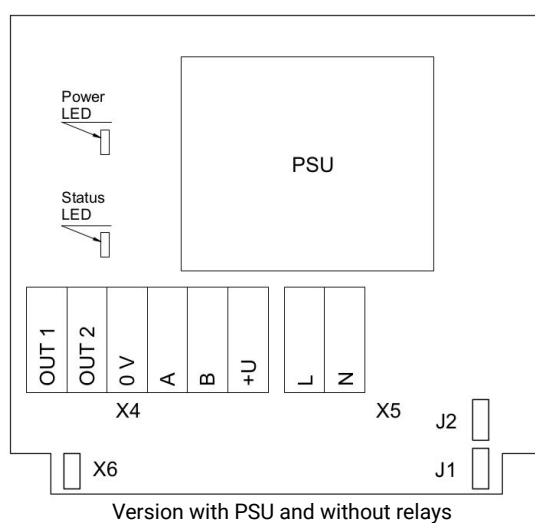 Power
LED
PSU
Status
LED
OUT 1
OUT 2
0 V
A
B
+U
L
N
X4
X5
J2
X6
J1
Version with PSU and without relays